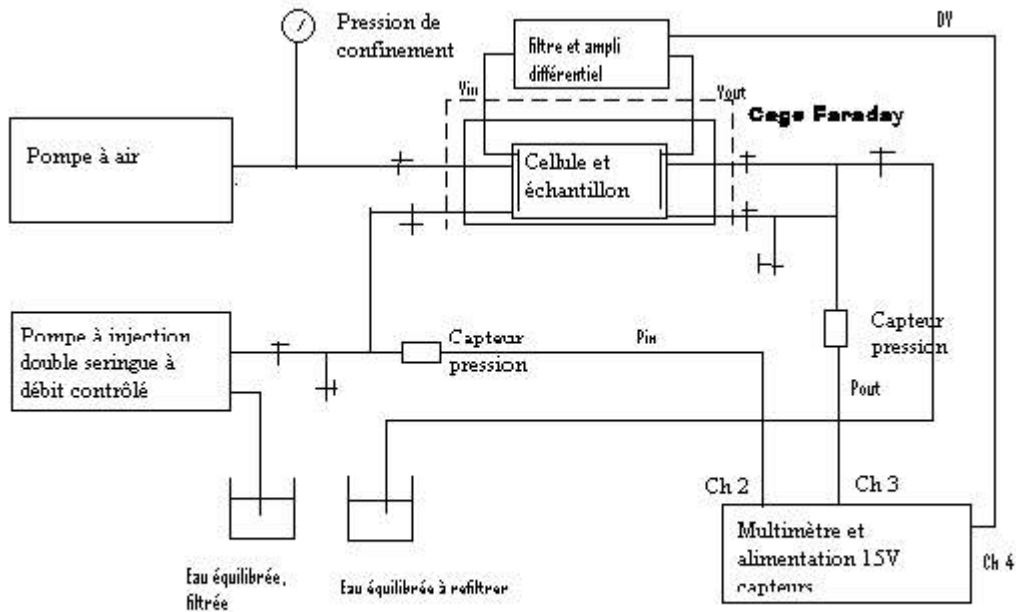 Pression de
confinement
filtre et ampli
différentiel
DV
Vin
Vout
Cage Faraday
Pompe à air
Cellule et
échantillon
Pompe à injection
double seringue à
débit contrôlé
Capteur
pression
Pin
Capteur
pression
Pout
Ch 2
Ch 3
Multimètre et
alimentation 15V
capteurs
Ch 4
Eau équilibrée,
filtrée
Eau équilibrée à refiltrer